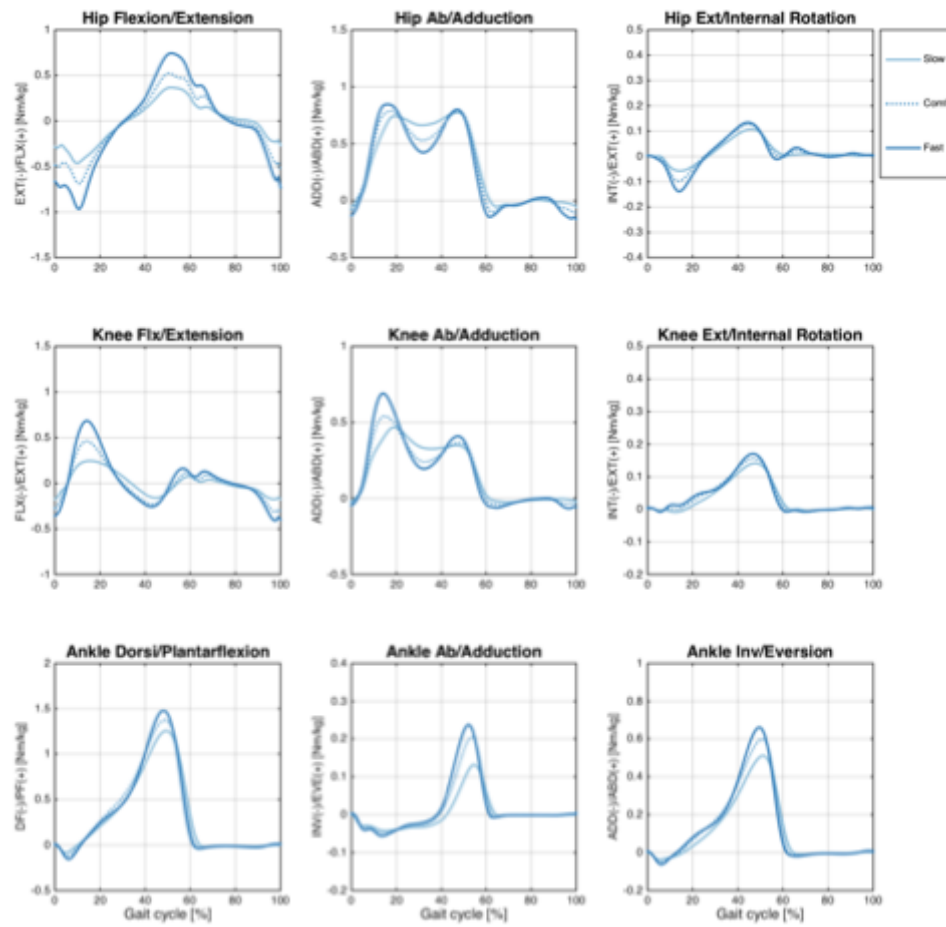 Hip Flexion/Extension
EXT(-)/FLX(+) [Nm/kg]
1
0.5
0
-0.5
-1
-1.5
0 20 40 60 80 100
Hip Ab/Adduction
ADD(-)/ABD(+) [Nm/kg]
1.5
1
0.5
0
-0.5
0 20 40 60 80 100
Hip Ext/Internal Rotation
INT(-)/EXT(+) [Nm/kg]
0.5
0.4
0.3
0.2
0.1
0
-0.1
-0.2
-0.3
-0.4
0 20 40 60 80 100
Slow
Fast
Knee Flx/Extension
FLX(-)/EXT(+) [Nm/kg]
1.5
1
0.5
0
-0.5
-1
0 20 40 60 80 100
Knee Ab/Adduction
ADD(-)/ABD(+) [Nm/kg]
1
0.5
0
-0.5
0 20 40 60 80 100
Knee Ext/Internal Rotation
INT(-)/EXT(+) [Nm/kg]
0.5
0.4
0.3
0.2
0.1
0
-0.1
-0.2
0 20 40 60 80 100
Ankle Dorsi/Plantarflexion
DF(-)/PF(+) [Nm/kg]
2
1.5
1
0.5
0
-0.5
0 20 40 60 80 100
Gait cycle [%]
Ankle Ab/Adduction
INV(-)/EVE(+) [Nm/kg]
0.4
0.3
0.2
0.1
0
-0.1
-0.2
0 20 40 60 80 100
Gait cycle [%]
Ankle Inv/Eversion
ADD(-)/ABD(+) [Nm/kg]
1
0.8
0.6
0.4
0.2
0
-0.2
0 20 40 60 80 100
Gait cycle [%]